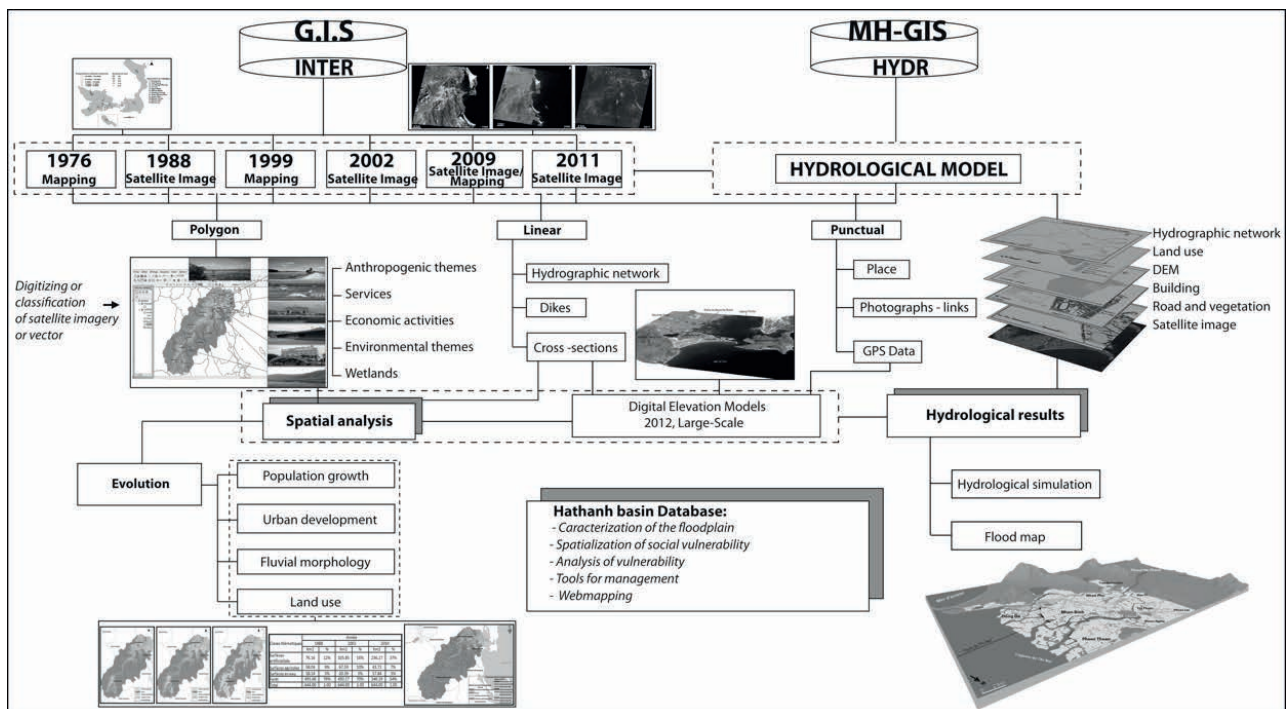 G.I.S
INTER
MH-GIS
HYDR
1976
Mapping
1988
Satellite Image
1999
Mapping
2002
Satellite Image
2009
Satellite Image/
Mapping
2011
Satellite Image
HYDROLOGICAL MODEL
Polygon
Linear
Punctual
Digitizing or
classification
of satellite imagery
or vector
Anthropogenic themes
Services
Economic activities
Environmental themes
Wetlands
Hydrographic network
Dikes
Cross -sections
Place
Photographs - links
GPS Data
Hydrographic network
Land use
DEM
Building
Road and vegetation
Satellite image
Spatial analysis
Digital Elevation Models
2012, Large-Scale
Hydrological results
Evolution
Population growth
Urban development
Fluvial morphology
Land use
Hathanh basin Database:
- Caracterization of the floodplain
- Spatialization of social vulnerability
- Analysis of vulnerability
- Tools for management
- Webmapping
Hydrological simulation
Flood map